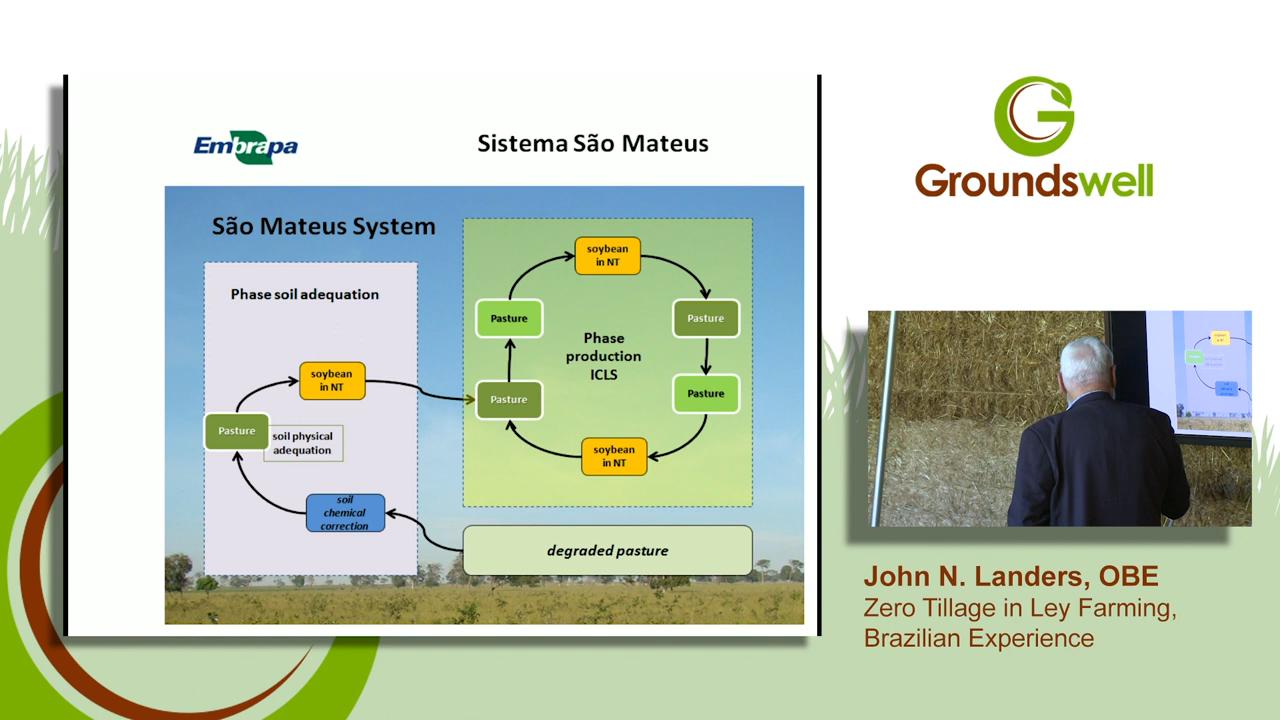 Embrapa
Sistema São Mateus
São Mateus System
Phase soil adequation
soybean
in NT
Pasture
soil physical
adequation
soil
chemical
correction
soybean
in NT
Pasture
Pasture
Phase
production
ICLS
Pasture
Pasture
soybean
in NT
degraded pasture
Groundswell
John N. Landers, OBE
Zero Tillage in Ley Farming,
Brazilian Experience